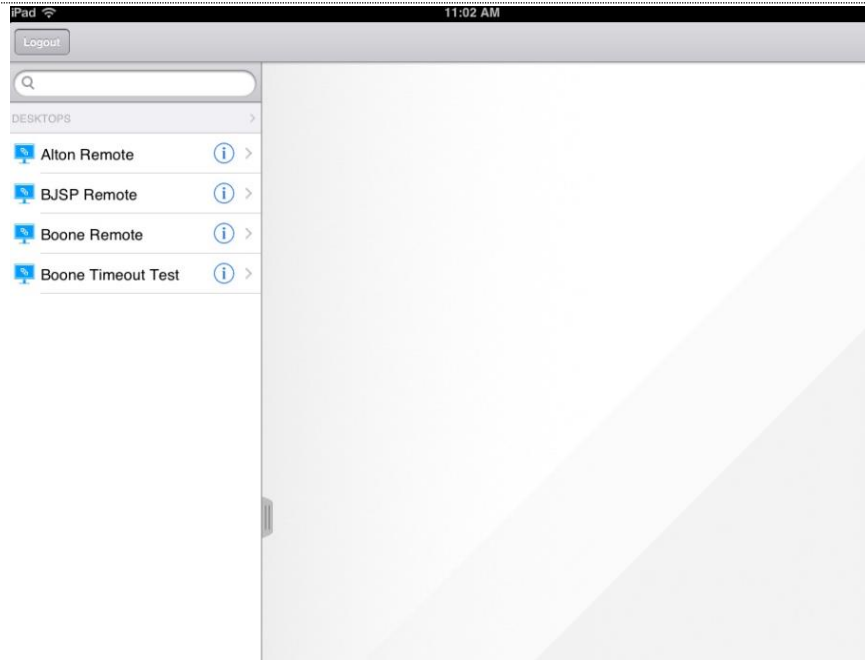 iPad 11:02 AM
Logout
DESKTOPS
Alton Remote
BJSP Remote
Boone Remote
Boone Timeout Test